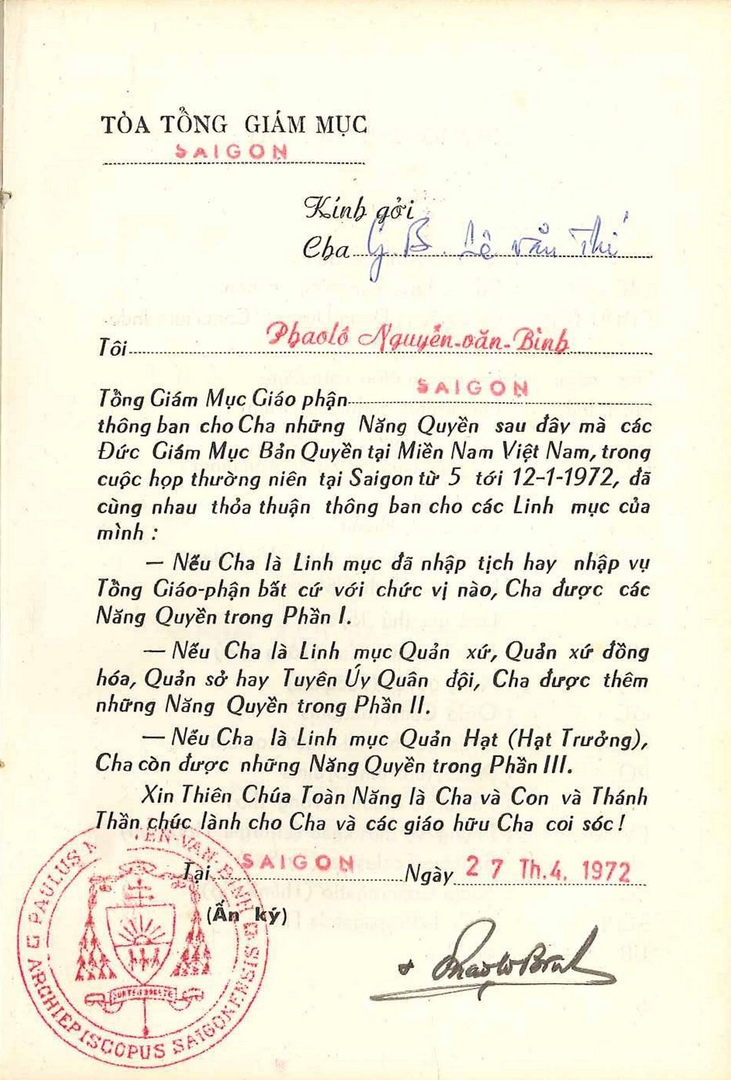 TÒA TỔNG GIÁM MỤC
SAIGON
Kính gởi
Cha G B. Lê Văn Thí
Tôi Phaolô Nguyễn-văn-Bình
Tổng Giám Mục Giáo phận SAIGON
thông ban cho Cha những Năng Quyền sau đây mà các
Đức Giám Mục Bản Quyền tại Miền Nam Việt Nam, trong
cuộc họp thường niên tại Saigon từ 5 tới 12-1-1972, đã
cùng nhau thỏa thuận thông ban cho các Linh mục của
mình :
— Nếu Cha là Linh mục đã nhập tịch hay nhập vụ
Tổng Giáo-phận bất cứ với chức vị nào, Cha được các
Năng Quyền trong Phần I.
— Nếu Cha là Linh mục Quản xứ, Quản xứ đồng
hóa, Quản sở hay Tuyên Úy Quân đội, Cha được thêm
những Năng Quyền trong Phần II.
— Nếu Cha là Linh mục Quản Hạt (Hạt Trưởng),
Cha còn được những Năng Quyền trong Phần III.
Xin Thiên Chúa Toàn Năng là Cha và Con và Thánh
Thần chúc lành cho Cha và các giáo hữu Cha coi sóc !
Tại SAIGON Ngày 27 Th.4. 1972
(Ấn ký)
PAULUS NGUYEN-VAN-BINH
ARCHIEPISCOPUS SAIGONENSIS
+ Phaolo Binh